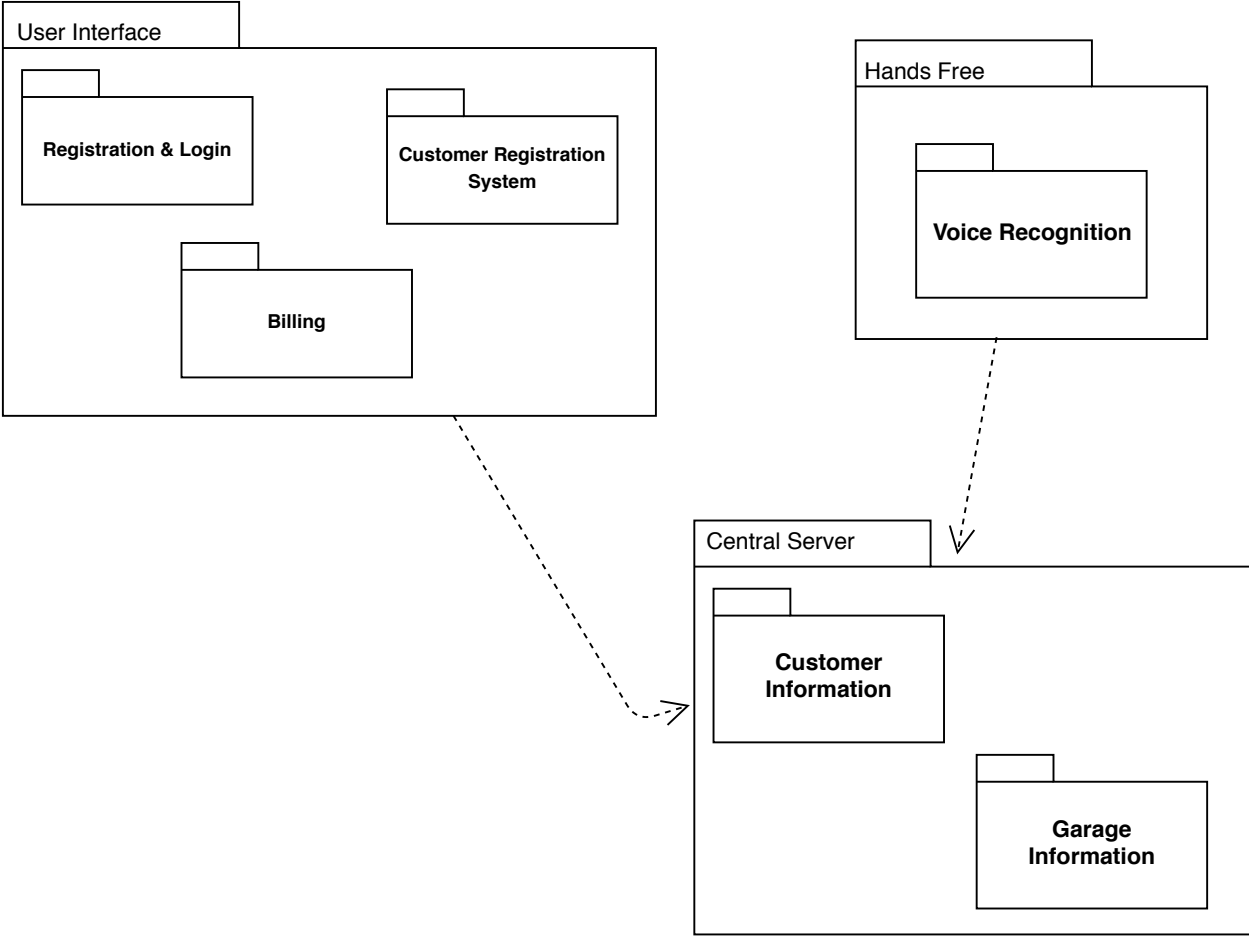 User Interface
Registration & Login
Customer Registration
System
Billing
Hands Free
Voice Recognition
Central Server
Customer
Information
Garage
Information